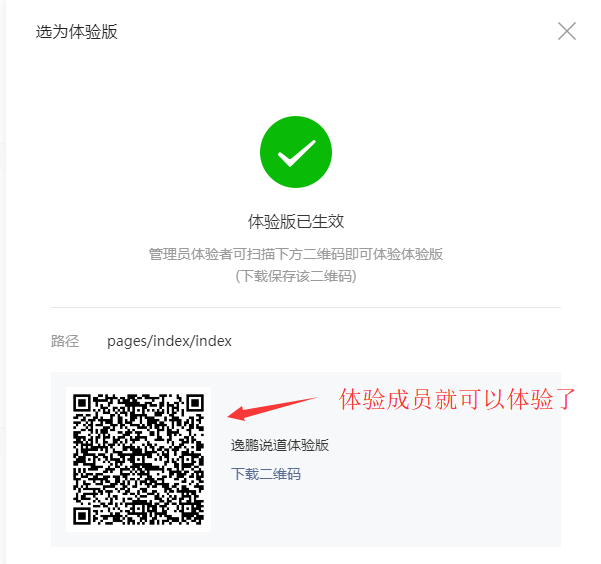 选为体验版
体验版已生效
管理员体验者可扫描下方二维码即可体验体验版
(下载保存该二维码)
路径 pages/index/index
体验成员就可以体验了
逸鹏说道体验版
下载二维码